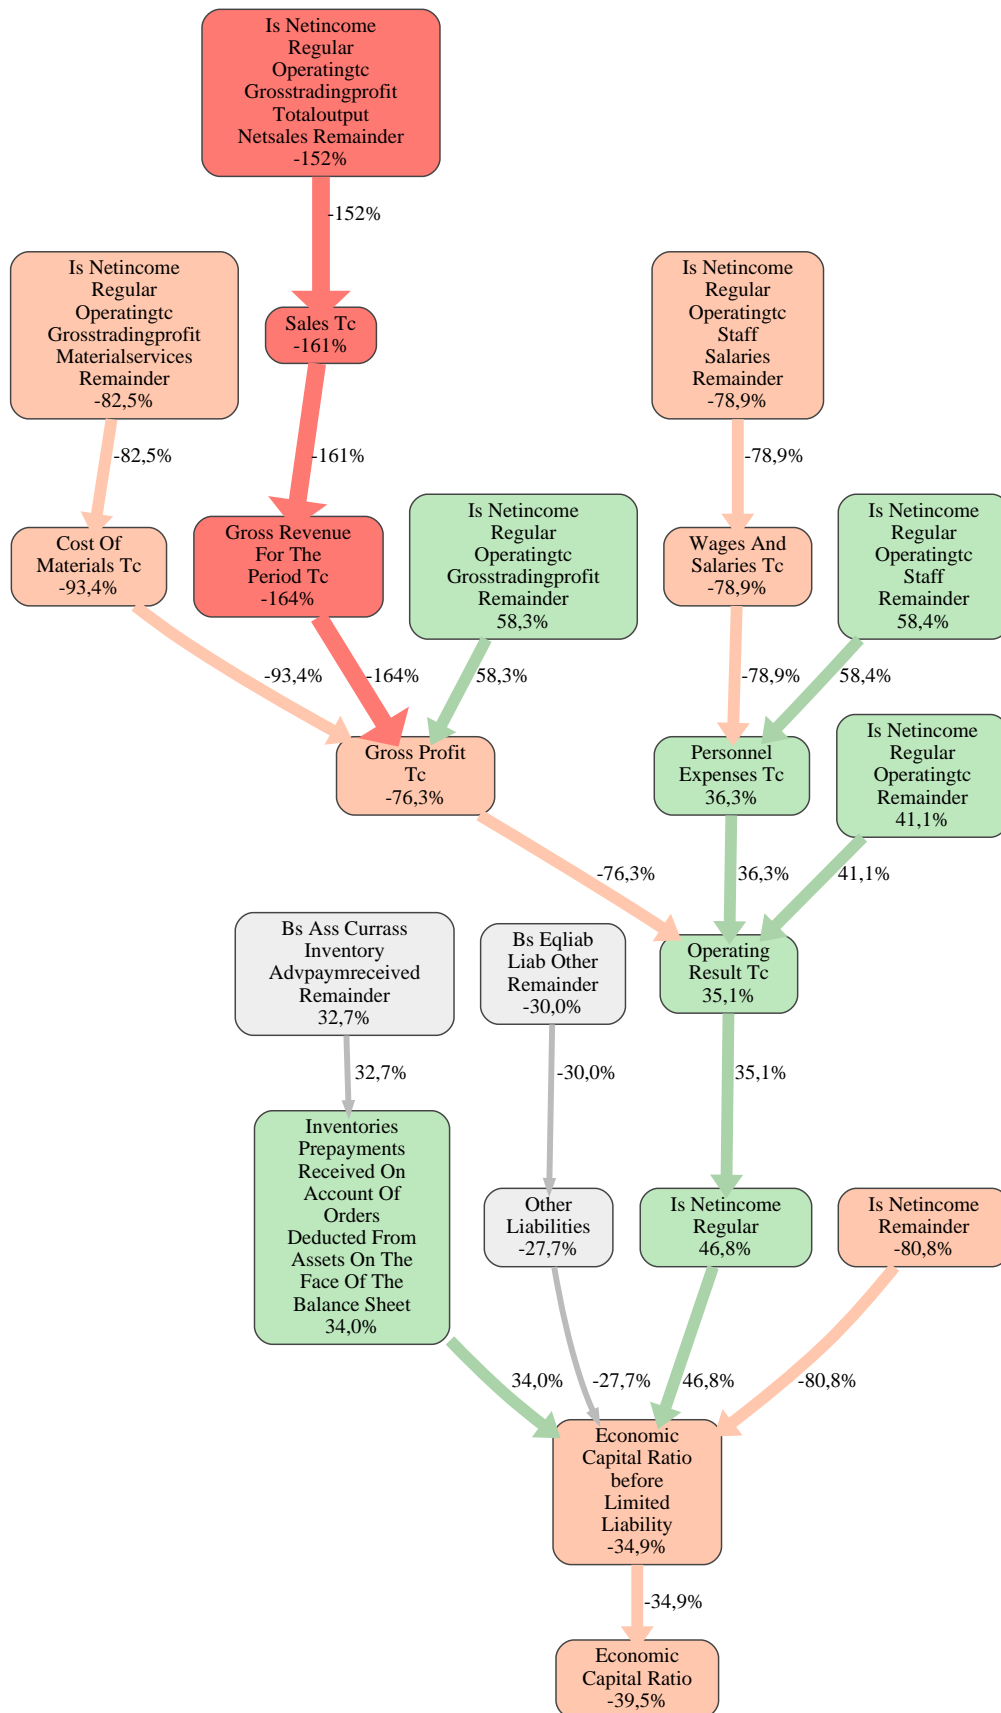 Is Netincome
Regular
Operatingtc
Grosstradingprofit
Totaloutput
Netsales Remainder
-152%
-152%
Is Netincome
Regular
Operatingtc
Grosstradingprofit
Materialservices
Remainder
-82,5%
Sales Tc
-161%
Is Netincome
Regular
Operatingtc
Staff
Salaries
Remainder
-78,9%
-82,5%
-161%
-78,9%
Cost Of
Materials Tc
-93,4%
Gross Revenue
For The
Period Tc
-164%
Is Netincome
Regular
Operatingtc
Grosstradingprofit
Remainder
58,3%
Wages And
Salaries Tc
-78,9%
Is Netincome
Regular
Operatingtc
Staff
Remainder
58,4%
-93,4%
-164%
58,3%
-78,9%
58,4%
Gross Profit
Tc
-76,3%
Personnel
Expenses Tc
36,3%
Is Netincome
Regular
Operatingtc
Remainder
41,1%
-76,3%
36,3%
41,1%
Bs Ass Currass
Inventory
Advpaymreceived
Remainder
32,7%
Bs Eqliab
Liab Other
Remainder
-30,0%
Operating
Result Tc
35,1%
32,7%
-30,0%
35,1%
Inventories
Prepayments
Received On
Account Of
Orders
Deducted From
Assets On The
Face Of The
Balance Sheet
34,0%
Other
Liabilities
-27,7%
Is Netincome
Regular
46,8%
Is Netincome
Remainder
-80,8%
34,0%
-27,7%
46,8%
-80,8%
Economic
Capital Ratio
before
Limited
Liability
-34,9%
-34,9%
Economic
Capital Ratio
-39,5%